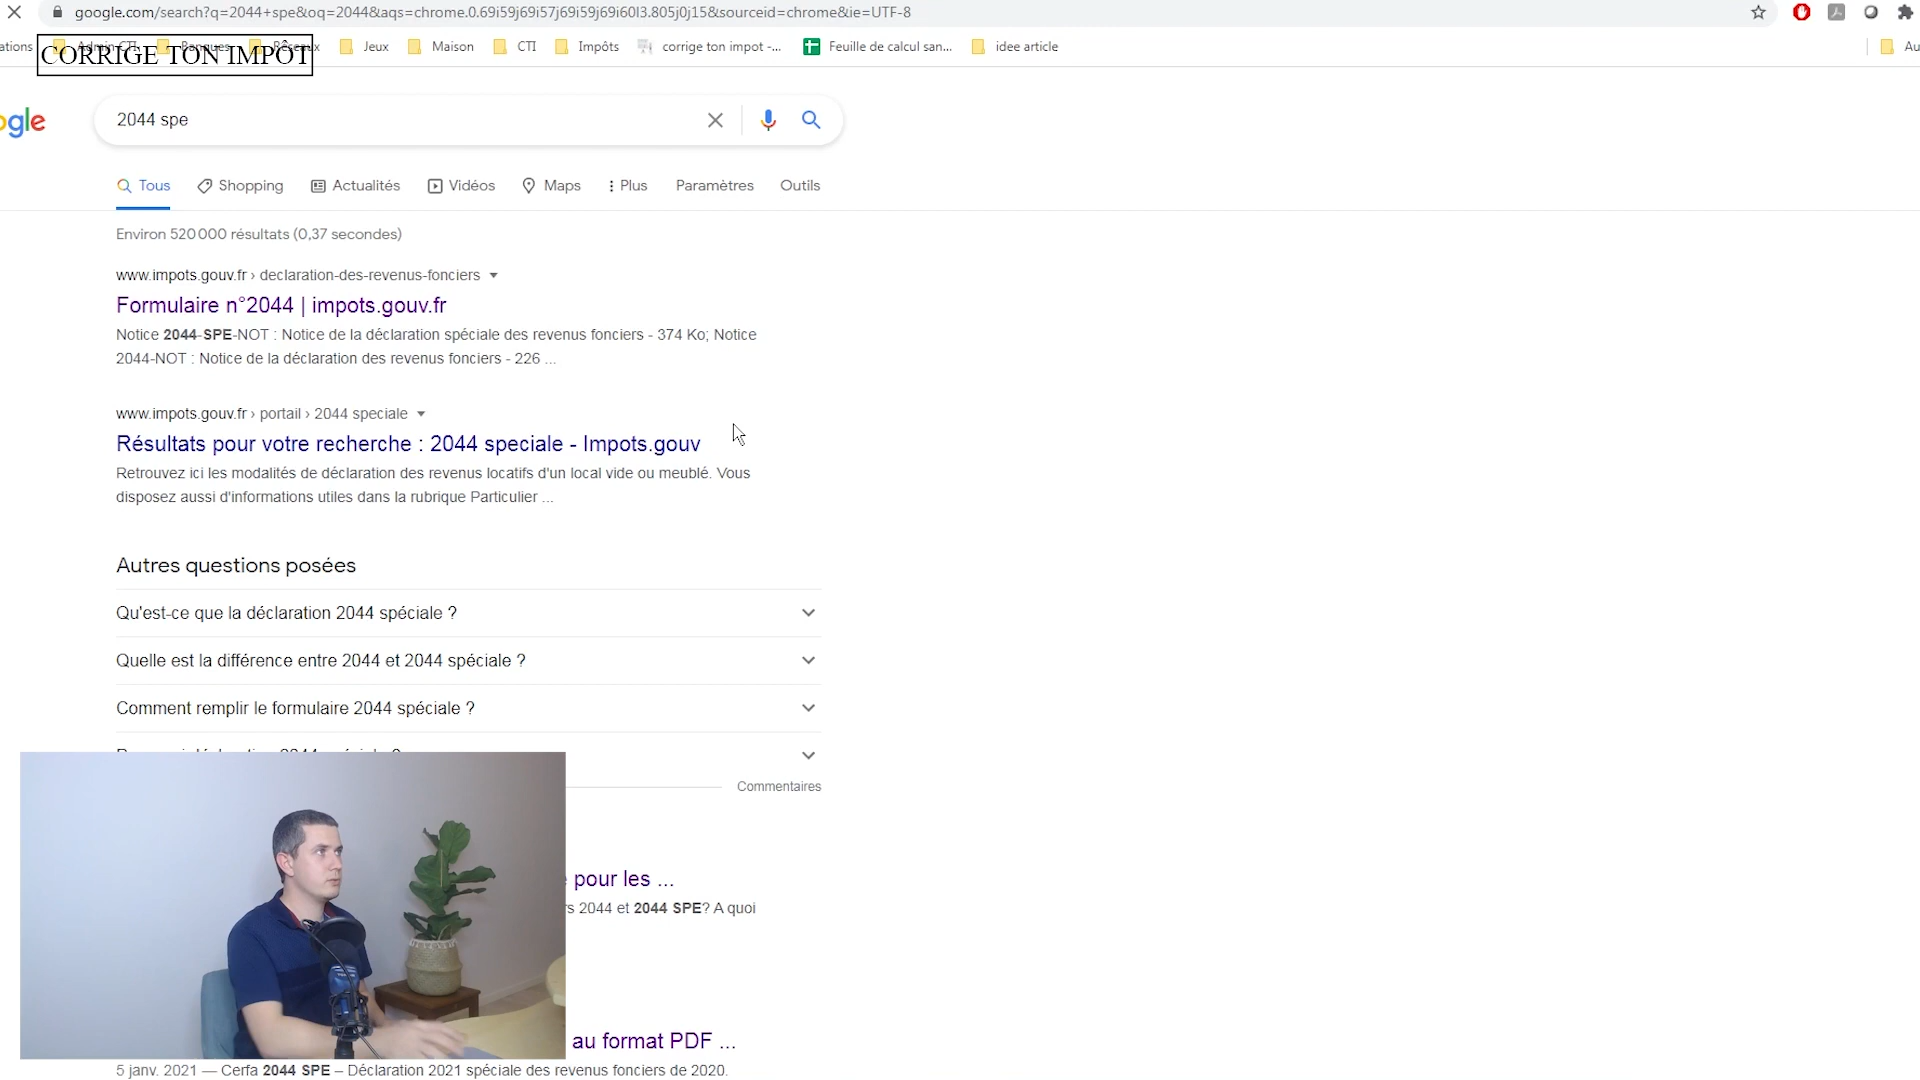 google.com/search?q=2044+spe&oq=2044&aqs=chrome.0.69i59j69i57j69i59j69i60l3.805j0j15&sourceid=chrome&ie=UTF-8
ations Admin CTI Banques Réseaux Jeux Maison CTI Impôts corrige ton impot -... Feuille de calcul san... idee article Au
CORRIGE TON IMPOT
ogle
2044 spe
Tous Shopping Actualités Vidéos Maps Plus Paramètres Outils
Environ 520 000 résultats (0,37 secondes)
www.impots.gouv.fr › declaration-des-revenus-fonciers
Formulaire n°2044 | impots.gouv.fr
Notice 2044-SPE-NOT : Notice de la déclaration spéciale des revenus fonciers - 374 Ko; Notice
2044-NOT : Notice de la déclaration des revenus fonciers - 226 ...
www.impots.gouv.fr › portail › 2044 speciale
Résultats pour votre recherche : 2044 speciale - Impots.gouv
Retrouvez ici les modalités de déclaration des revenus locatifs d'un local vide ou meublé. Vous
disposez aussi d'informations utiles dans la rubrique Particulier ...
Autres questions posées
Qu'est-ce que la déclaration 2044 spéciale ?
Quelle est la différence entre 2044 et 2044 spéciale ?
Comment remplir le formulaire 2044 spéciale ?
Commentaires
pour les ...
rs 2044 et 2044 SPE? A quoi
au format PDF ...
5 janv. 2021 — Cerfa 2044 SPE – Déclaration 2021 spéciale des revenus fonciers de 2020.